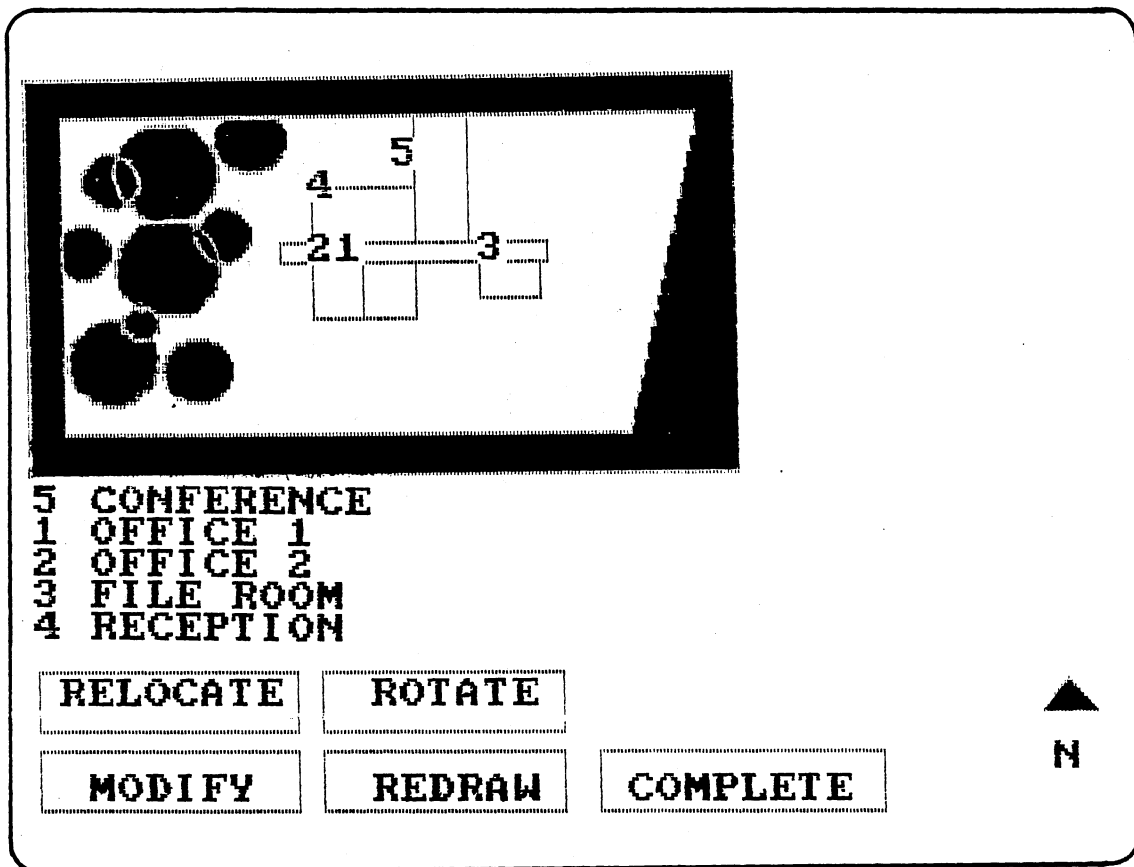 5
4
21 3
5 CONFERENCE
1 OFFICE 1
2 OFFICE 2
3 FILE ROOM
4 RECEPTION
RELOCATE ROTATE
N
MODIFY REDRAW COMPLETE